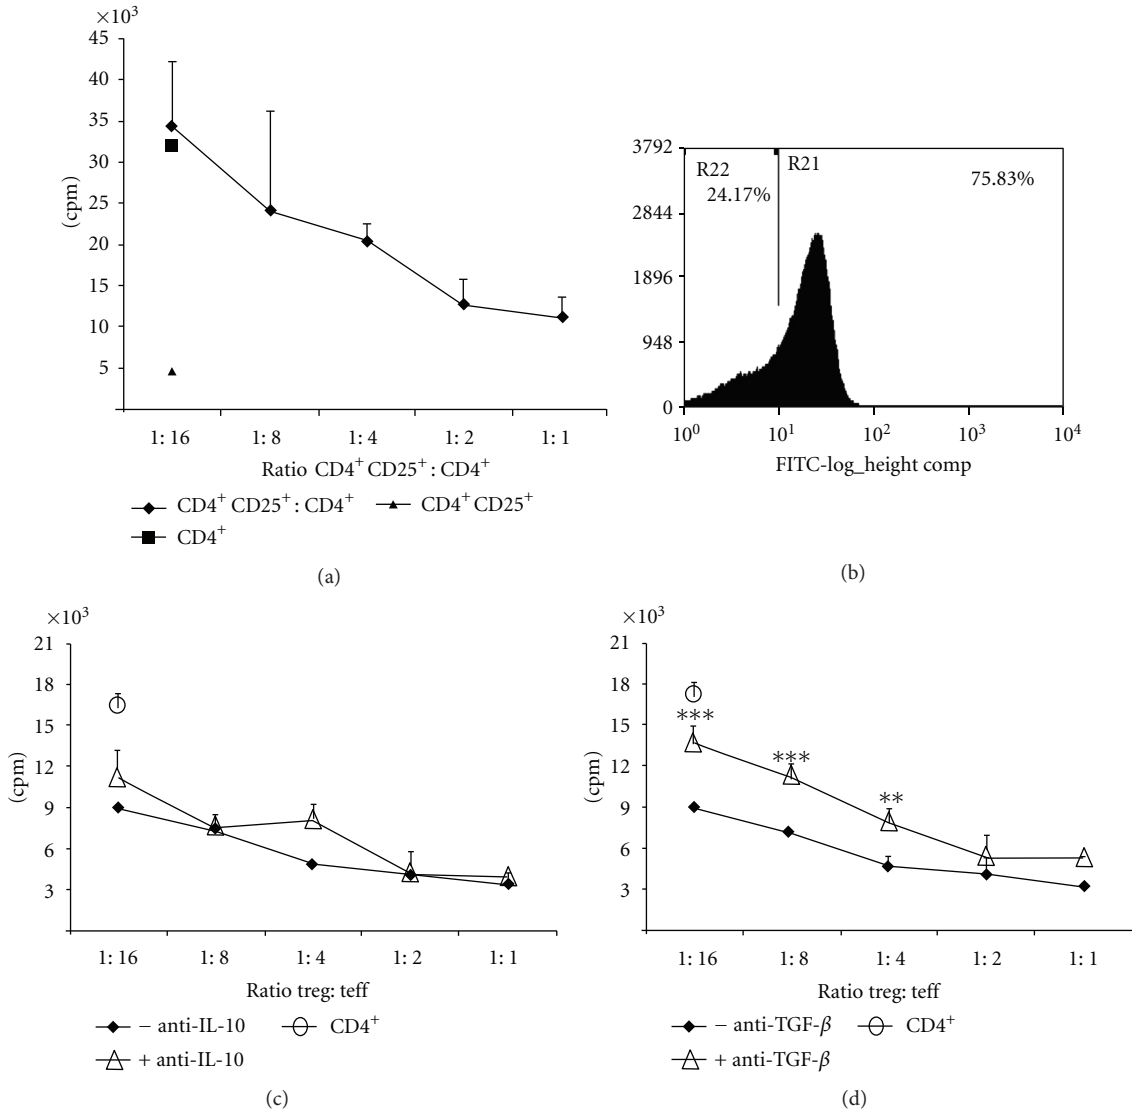 ×10³
45
40
35
30
25
20
15
10
5
(cpm)
1:16 1:8 1:4 1:2 1:1
Ratio CD4⁺CD25⁺:CD4⁺
CD4⁺CD25⁺:CD4⁺ CD4⁺CD25⁺
CD4⁺
(a)
3792
2844
1896
948
0
R22 R21
24.17% 75.83%
10⁰ 10¹ 10² 10³ 10⁴
FITC-log_height comp
(b)
×10³
21
18
15
12
9
6
3
(cpm)
1:16 1:8 1:4 1:2 1:1
Ratio treg: teff
− anti-IL-10 CD4⁺
+ anti-IL-10
(c)
×10³
21
18
15
12
9
6
3
(cpm)
***
***
**
1:16 1:8 1:4 1:2 1:1
Ratio treg: teff
− anti-TGF-β CD4⁺
+ anti-TGF-β
(d)